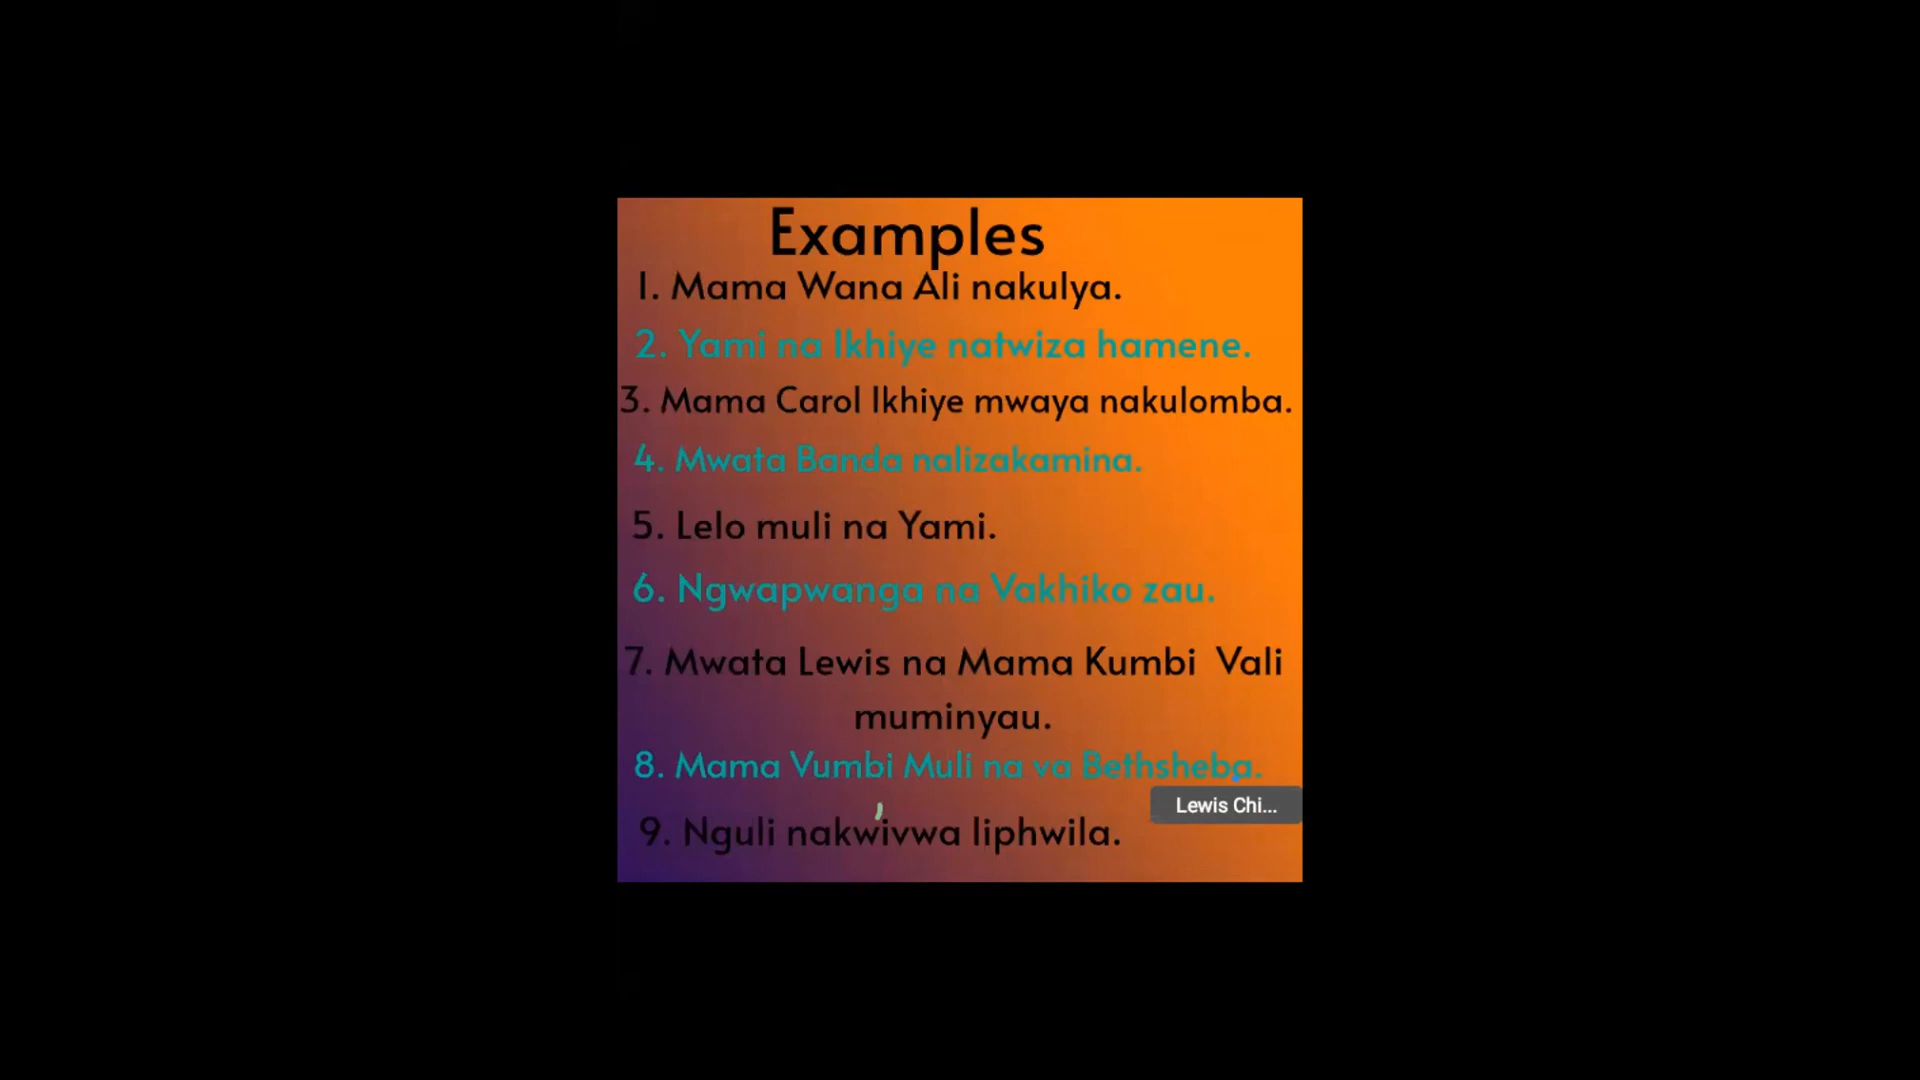 Examples
1. Mama Wana Ali nakulya.
2. Yami na Ikhiye natwiza hamene.
3. Mama Carol Ikhiye mwaya nakulomba.
4. Mwata Banda nalizakamina.
5. Lelo muli na Yami.
6. Ngwapwanga na Vakhiko zau.
7. Mwata Lewis na Mama Kumbi Vali
muminyau.
8. Mama Vumbi Muli na va Bethsheba.
Lewis Chi...
9. Nguli nakwivwa liphwila.